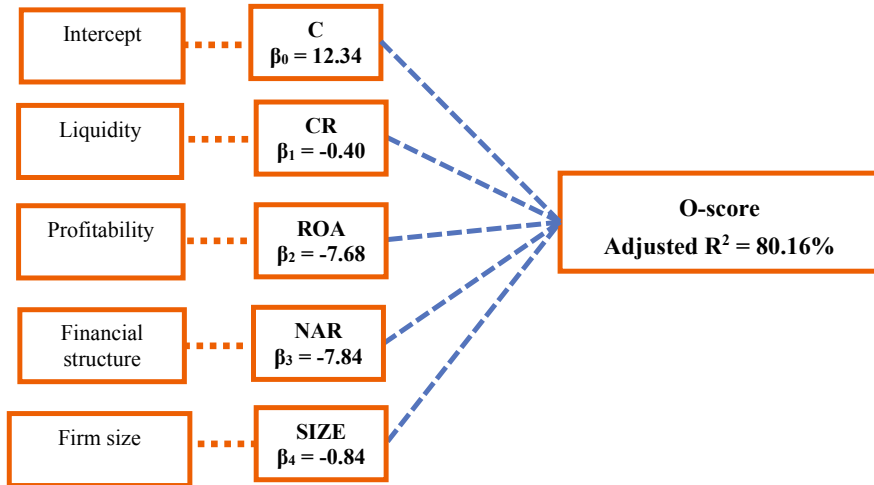 Intercept
C
β₀ = 12.34
Liquidity
CR
β₁ = -0.40
Profitability
ROA
β₂ = -7.68
Financial
structure
NAR
β₃ = -7.84
Firm size
SIZE
β₄ = -0.84
O-score
Adjusted R² = 80.16%